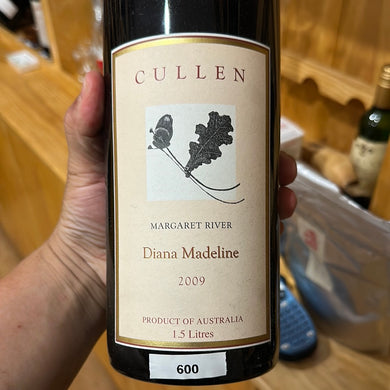 CULLEN
MARGARET RIVER
Diana Madeline
2009
PRODUCT OF AUSTRALIA
1.5 Litres
600